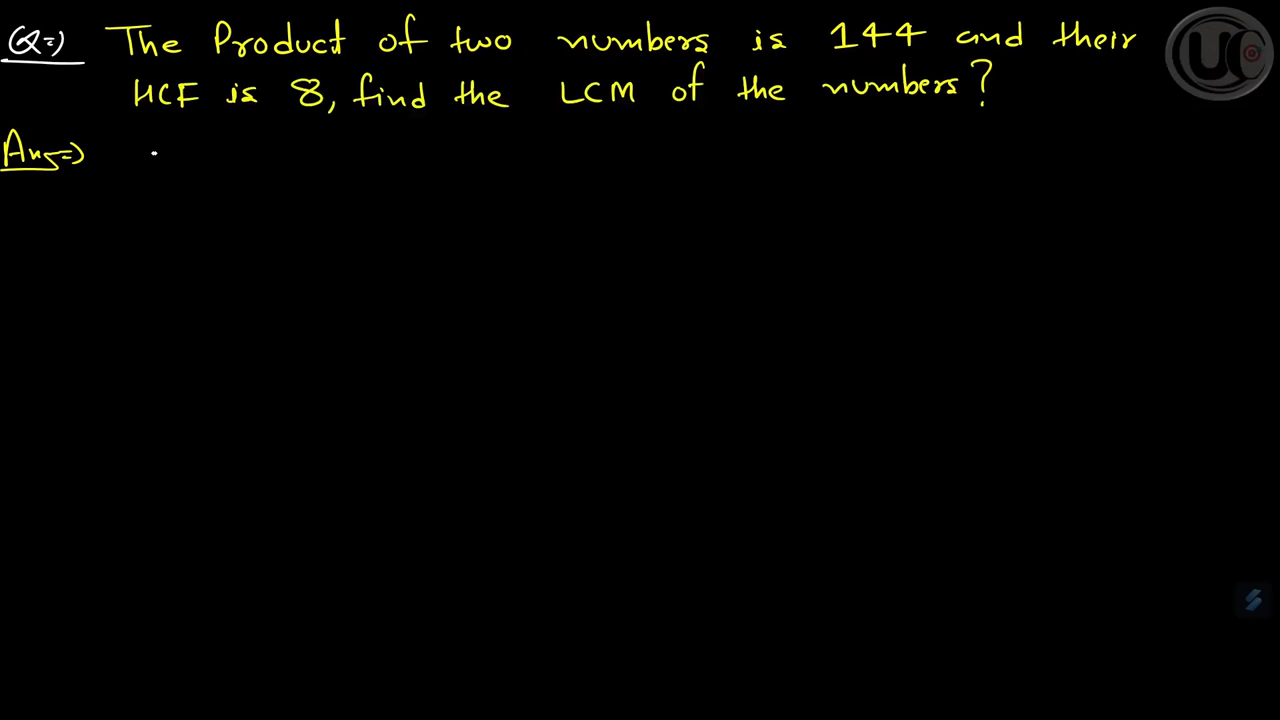 Q⇒ The Product of two numbers is 144 and their
HCF is 8, find the LCM of the numbers?
Ans⇒
UC